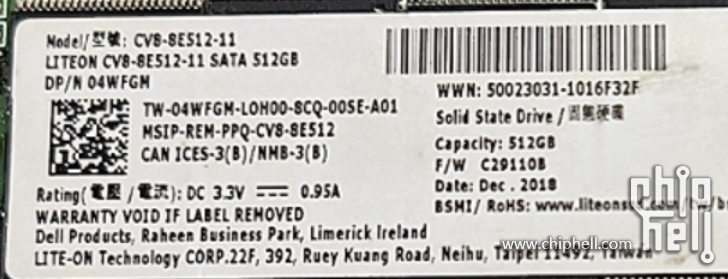 Model/型號: CV8-8E512-11
LITEON CV8-8E512-11 SATA 512GB
DP/N 04WFGM
TW-04WFGM-LOH00-8CQ-00SE-A01
MSIP-REM-PPQ-CV8-8E512
CAN ICES-3(B)/NMB-3(B)
Rating(電壓 / 電流): DC 3.3V 0.95A
WARRANTY VOID IF LABEL REMOVED
Dell Products, Raheen Business Park, Limerick Ireland
LITE-ON Technology CORP.22F, 392, Ruey Kuang Road, Neihu, Taipei 11492, Taiwan
WWN: 50023031-1016F32F
Solid State Drive / 固態硬碟
Capacity: 512GB
F/W C29110B
Date: Dec . 2018
BSMI/ RoHS:
chip
hell
www.chiphell.com